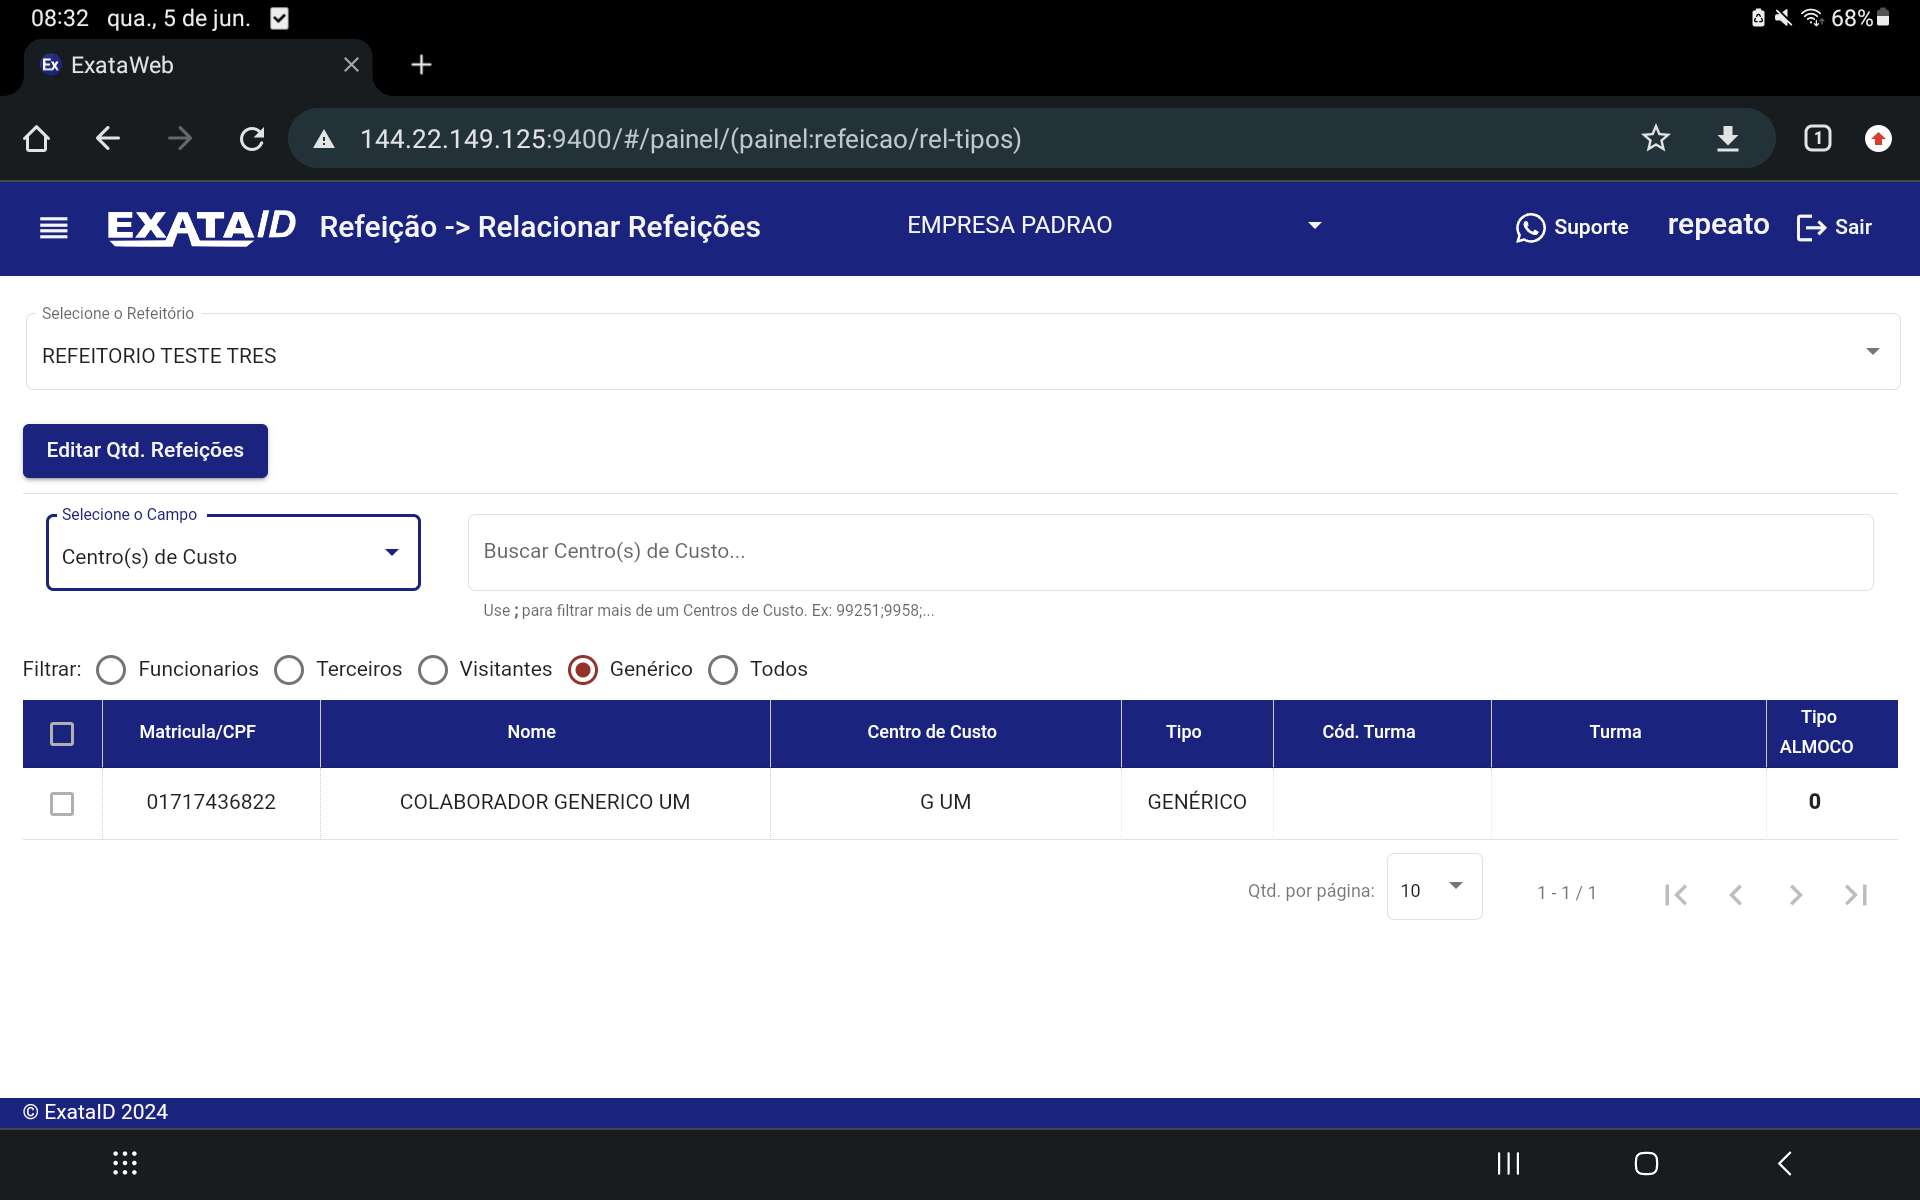 08:32 qua., 5 de jun.
68%
Ex ExataWeb
144.22.149.125:9400/#/painel/(painel:refeicao/rel-tipos)
1
EXATAID Refeição -> Relacionar Refeições EMPRESA PADRAO Suporte repeato Sair
Selecione o Refeitório
REFEITORIO TESTE TRES
Editar Qtd. Refeições
Selecione o Campo
Centro(s) de Custo Buscar Centro(s) de Custo...
Use ; para filtrar mais de um Centros de Custo. Ex: 99251;9958;...
Filtrar: Funcionarios Terceiros Visitantes Genérico Todos
Matricula/CPF Nome Centro de Custo Tipo Cód. Turma Turma Tipo ALMOCO
01717436822 COLABORADOR GENERICO UM G UM GENÉRICO 0
Qtd. por página: 10 1 - 1 / 1
© ExataID 2024